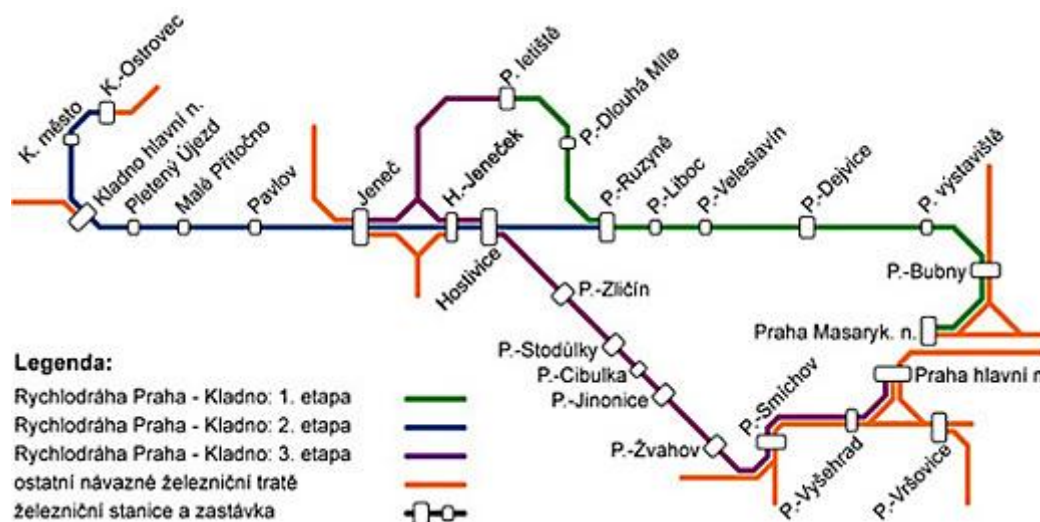 K.-Ostrovec
K. město
Kladno hlavní n.
Pletený Újezd
Malé Přítočno
Pavlov
Jeneč
H.-Jeneček
Hostivice
P. letiště
P.-Dlouhá Míle
P.-Ruzyně
P.-Liboc
P.-Veleslavín
P.-Dejvice
P. výstaviště
P.-Bubny
Praha Masaryk. n.
P.-Zličín
P.-Stodůlky
P.-Cibulka
P.-Jinonice
P.-Žvahov
P.-Smíchov
P.-Vyšehrad
Praha hlavní n
P.-Vršovice
Legenda:
Rychlodráha Praha - Kladno: 1. etapa
Rychlodráha Praha - Kladno: 2. etapa
Rychlodráha Praha - Kladno: 3. etapa
ostatní návazné železniční tratě
železniční stanice a zastávka